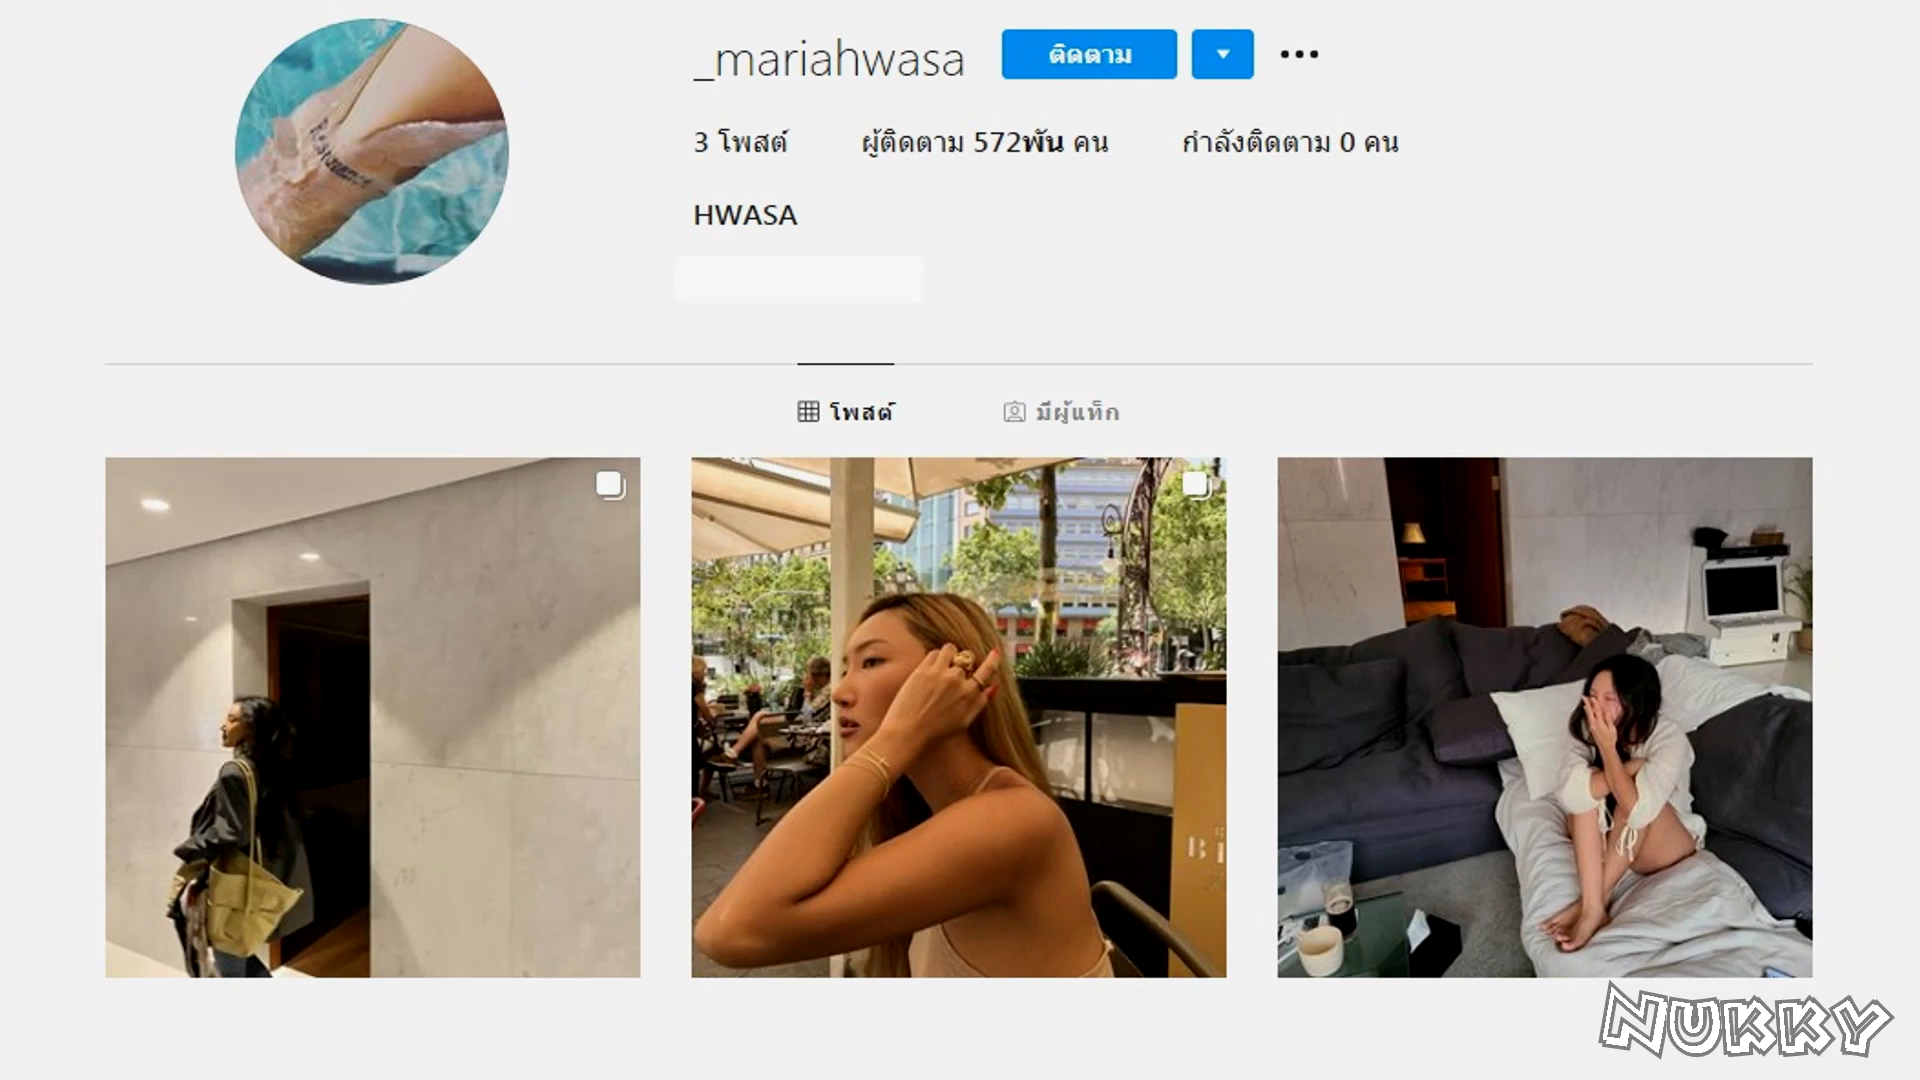 _mariahwasa
ติดตาม
3 โพสต์ ผู้ติดตาม 572พัน คน กำลังติดตาม 0 คน
HWASA
โพสต์ มีผู้แท็ก
NUKKY